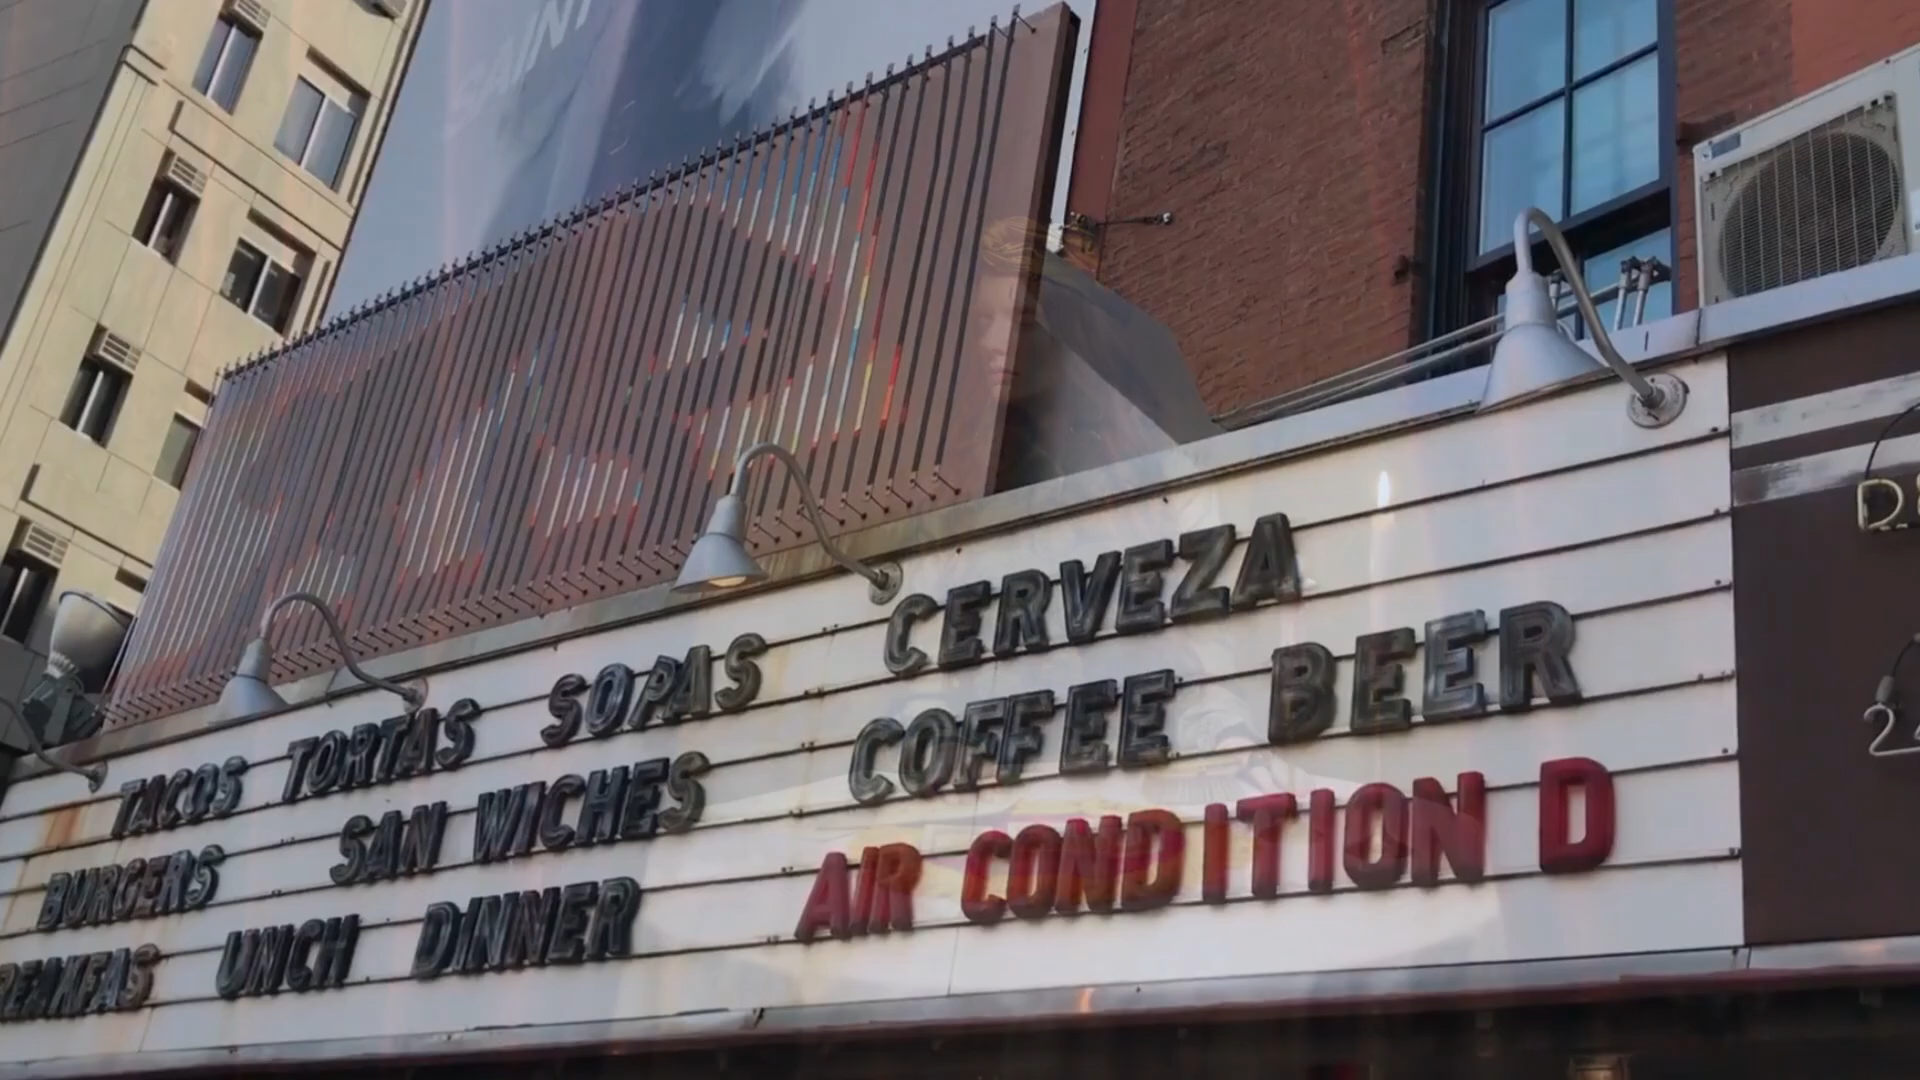 TACOS TORTAS SOPAS CERVEZA
BURGERS SAN WICHES COFFEE BEER
REAKFAS UNCH DINNER AIR CONDITION D